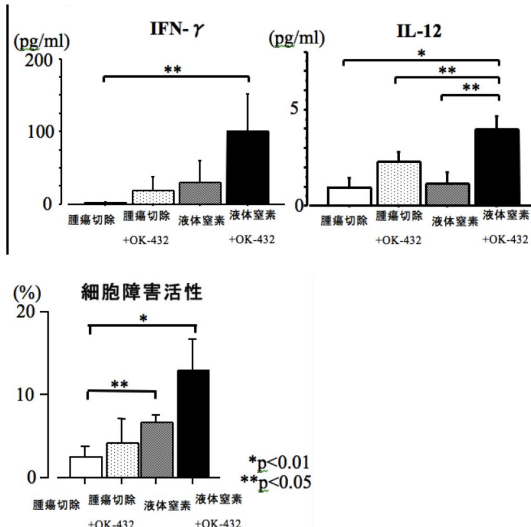 IFN-γ
(pg/ml)
200
**
100
0
腫瘍切除 腫瘍切除 液体窒素 液体窒素
+OK-432 +OK-432
IL-12
(pg/ml)
*
**
**
5
0
腫瘍切除 腫瘍切除 液体窒素 液体窒素
+OK-432 +OK-432
細胞障害活性
(%)
20
*
**
10
0
腫瘍切除 腫瘍切除 液体窒素 液体窒素
+OK-432 +OK-432
*p<0.01
**p<0.05